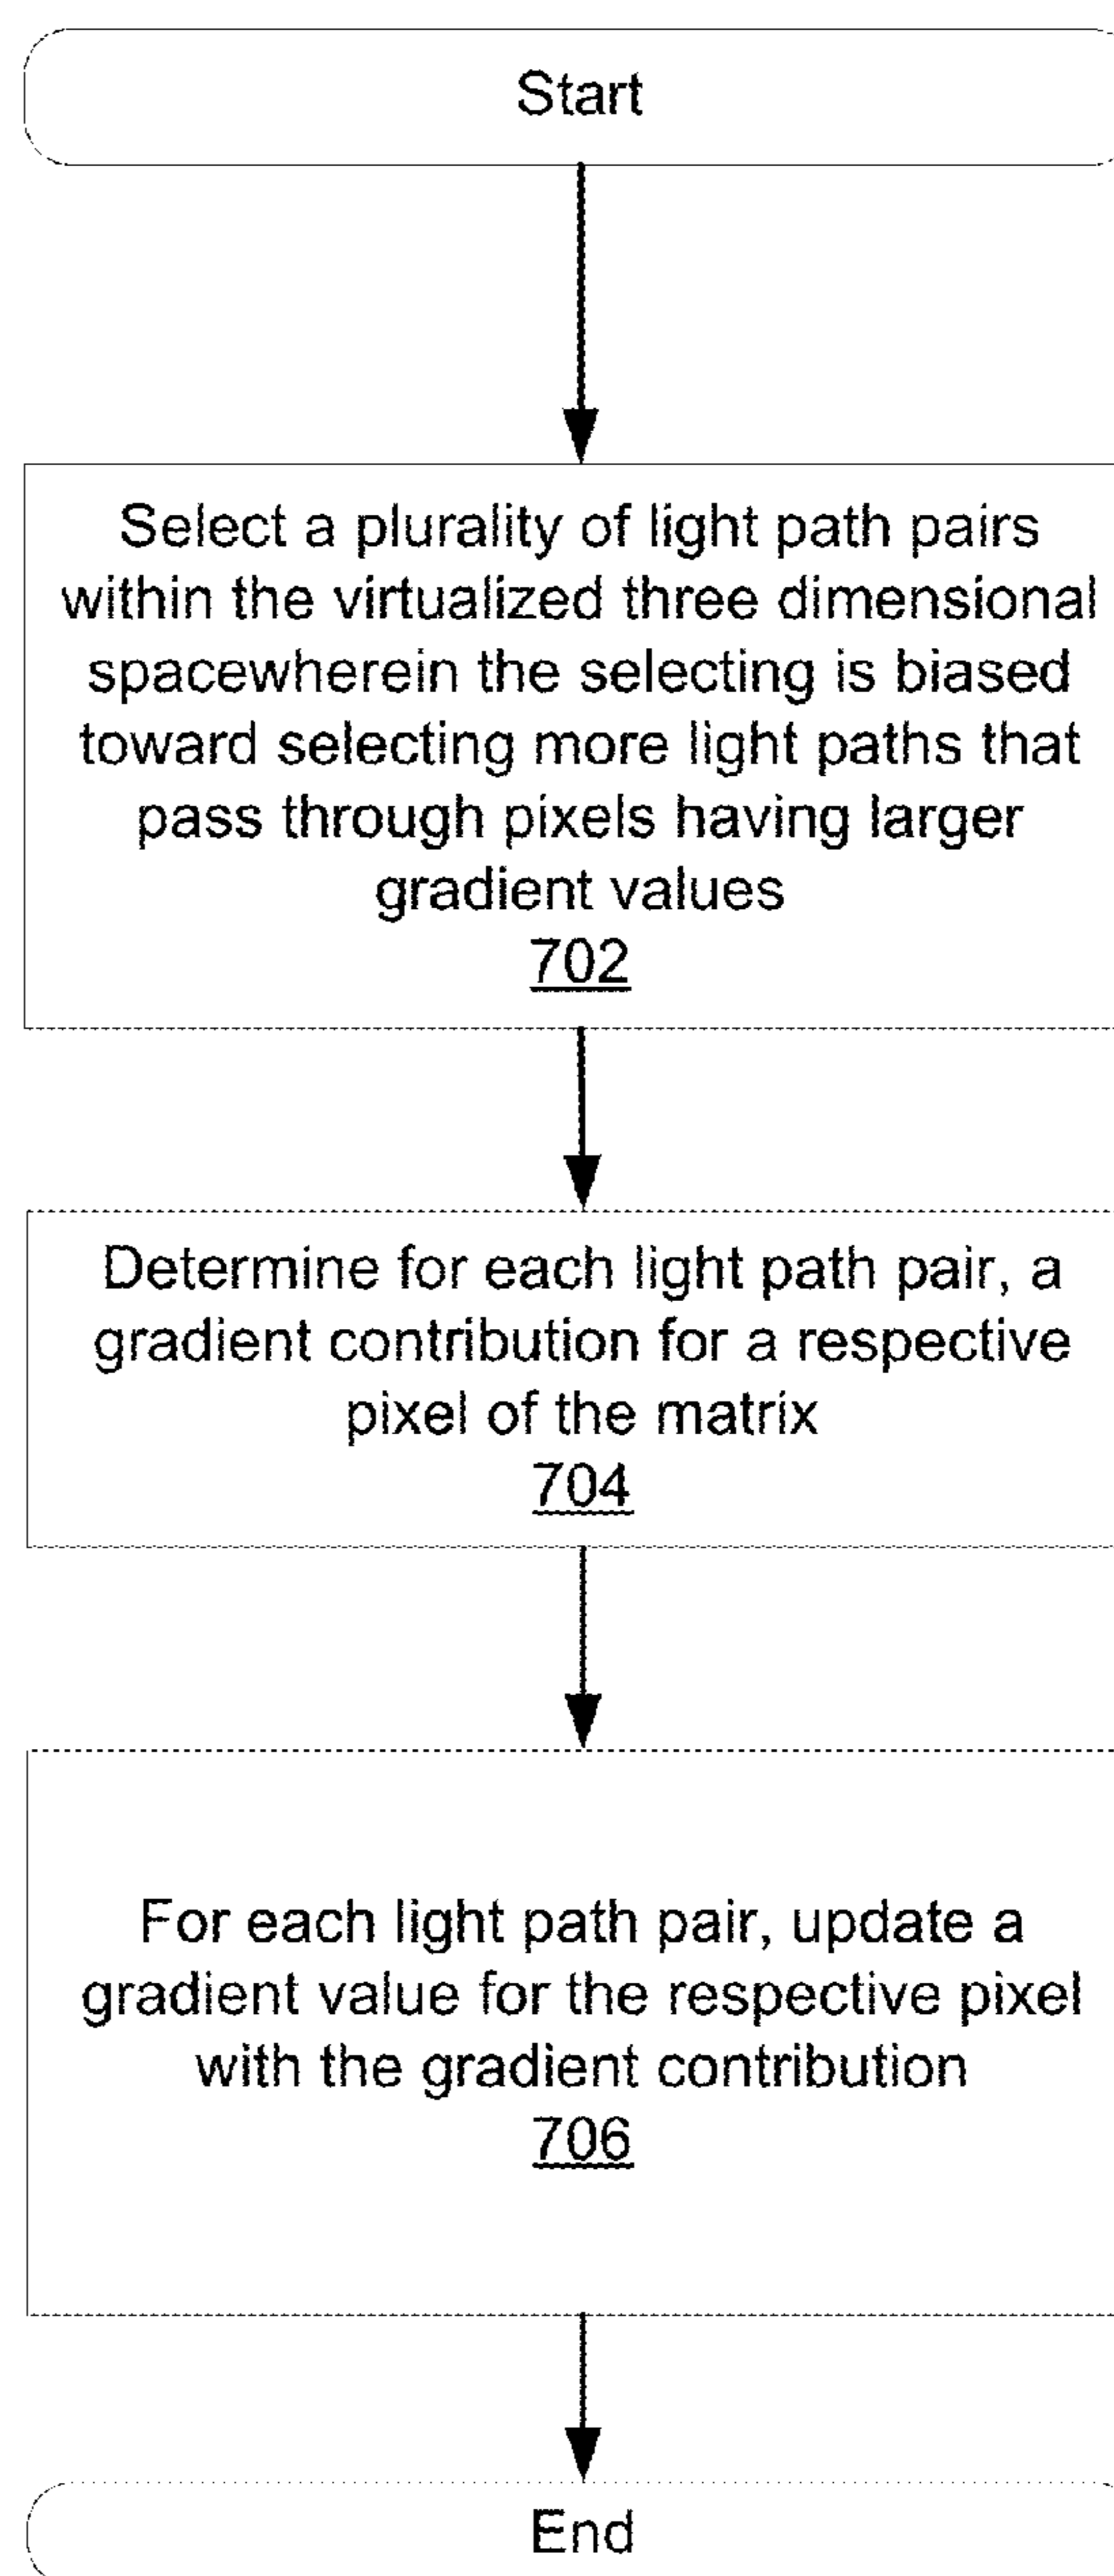 Start
Select a plurality of light path pairs
within the virtualized three dimensional
spacewherein the selecting is biased
toward selecting more light paths that
pass through pixels having larger
gradient values
702
Determine for each light path pair, a
gradient contribution for a respective
pixel of the matrix
704
For each light path pair, update a
gradient value for the respective pixel
with the gradient contribution
706
End